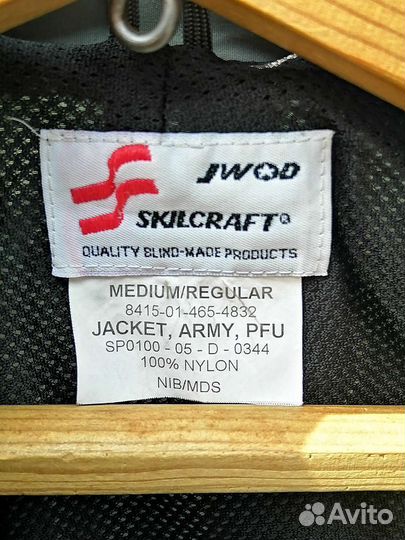 JWOD
SKILCRAFT®
QUALITY BLIND-MADE PRODUCTS
MEDIUM/REGULAR
8415-01-465-4832
JACKET, ARMY, PFU
SP0100 - 05 - D - 0344
100% NYLON
NIB/MDS
Avito